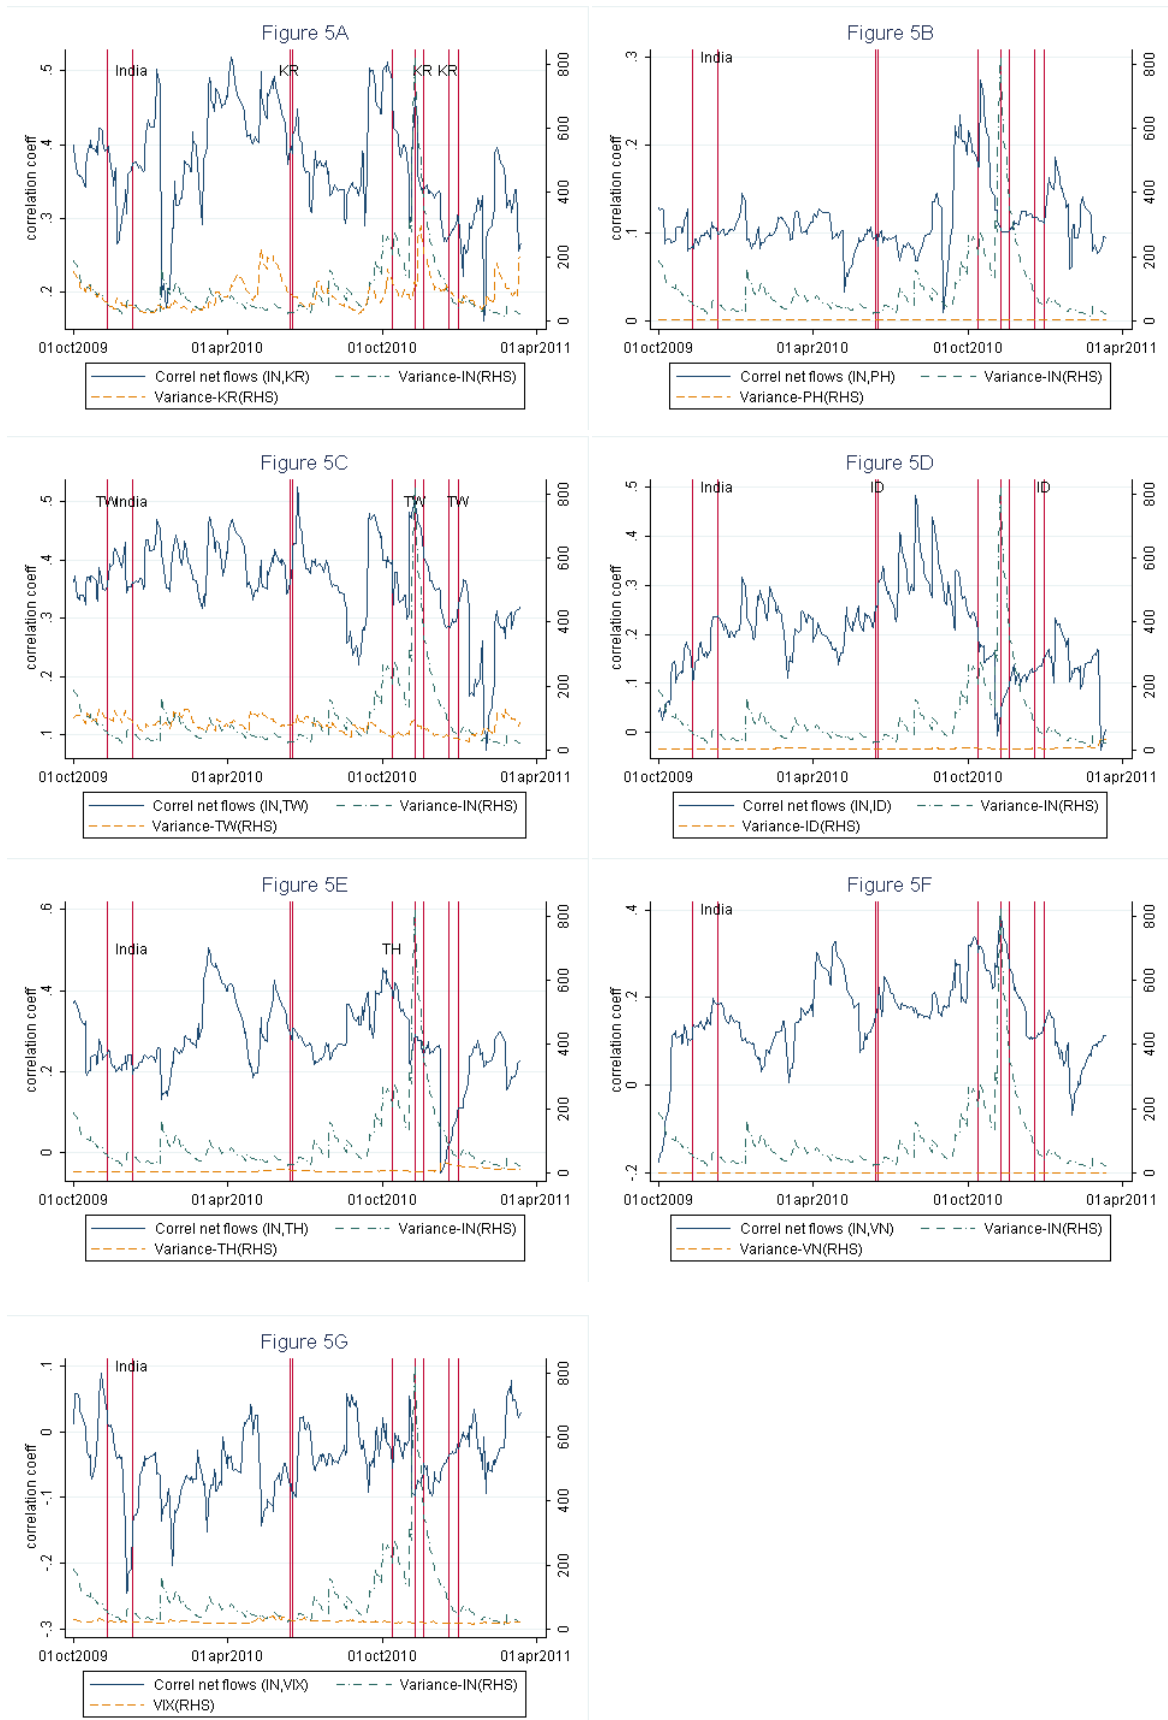 Figure 5A
India
KR
KR KR
correlation coeff
.5
.4
.3
.2
800
600
400
200
0
01oct2009
01apr2010
01oct2010
01apr2011
Correl net flows (IN,KR)
Variance-IN(RHS)
Variance-KR(RHS)
Figure 5B
India
correlation coeff
.3
.2
.1
0
800
600
400
200
0
01oct2009
01apr2010
01oct2010
01apr2011
Correl net flows (IN,PH)
Variance-IN(RHS)
Variance-PH(RHS)
Figure 5C
TW India
TW
TW
correlation coeff
.5
.4
.3
.2
.1
800
600
400
200
0
01oct2009
01apr2010
01oct2010
01apr2011
Correl net flows (IN,TW)
Variance-IN(RHS)
Variance-TW(RHS)
Figure 5D
India
ID
ID
correlation coeff
.5
.4
.3
.2
.1
0
800
600
400
200
0
01oct2009
01apr2010
01oct2010
01apr2011
Correl net flows (IN,ID)
Variance-IN(RHS)
Variance-ID(RHS)
Figure 5E
India
TH
correlation coeff
.6
.4
.2
0
800
600
400
200
0
01oct2009
01apr2010
01oct2010
01apr2011
Correl net flows (IN,TH)
Variance-IN(RHS)
Variance-TH(RHS)
Figure 5F
India
correlation coeff
.4
.2
0
-.2
800
600
400
200
0
01oct2009
01apr2010
01oct2010
01apr2011
Correl net flows (IN,VN)
Variance-IN(RHS)
Variance-VN(RHS)
Figure 5G
India
correlation coeff
.1
0
-.1
-.2
-.3
800
600
400
200
0
01oct2009
01apr2010
01oct2010
01apr2011
Correl net flows (IN,VIX)
Variance-IN(RHS)
VIX(RHS)